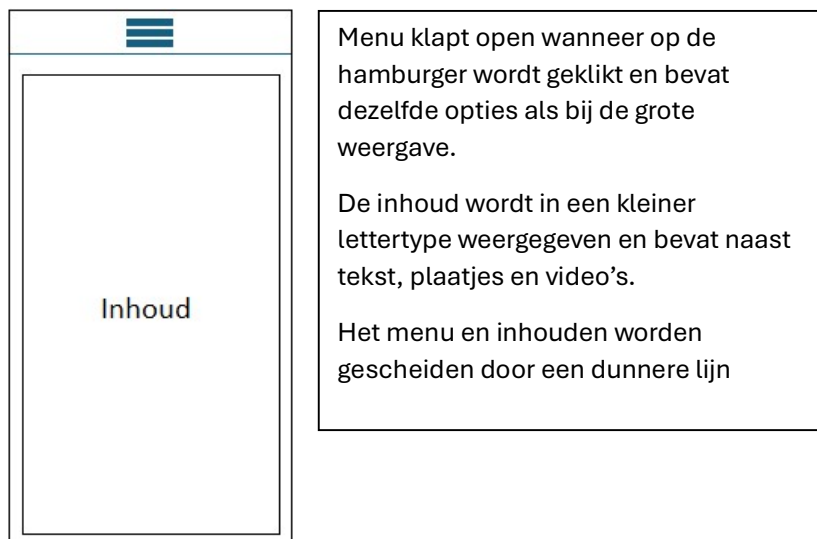 Inhoud
Menu klapt open wanneer op de
hamburger wordt geklikt en bevat
dezelfde opties als bij de grote
weergave.
De inhoud wordt in een kleiner
lettertype weergegeven en bevat naast
tekst, plaatjes en video’s.
Het menu en inhouden worden
gescheiden door een dunnere lijn